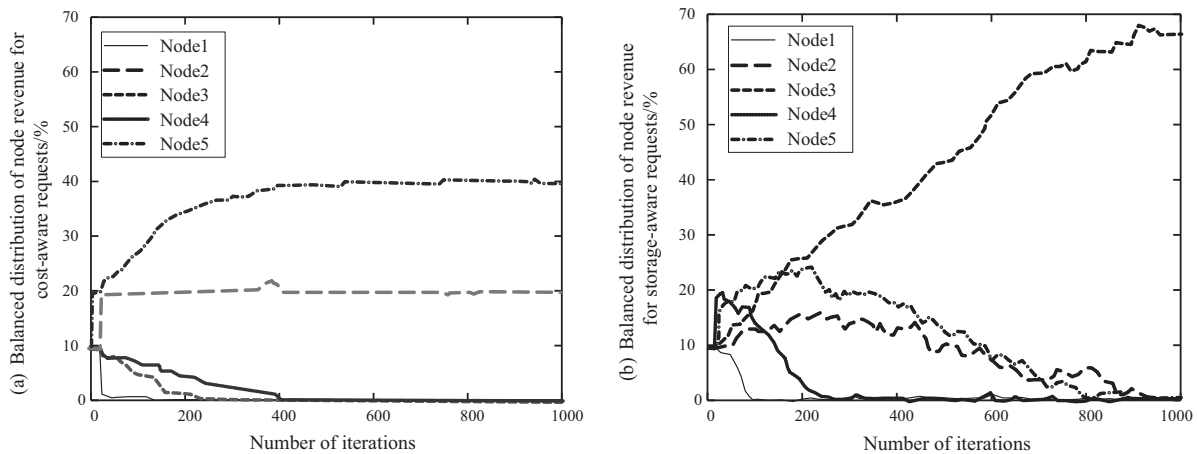 (a) Balanced distribution of node revenue for
cost-aware requests/%
70
60
50
40
30
20
10
0
Node1
Node2
Node3
Node4
Node5
0 200 400 600 800 1000
Number of iterations
(b) Balanced distribution of node revenue
for storage-aware requests/%
70
60
50
40
30
20
10
0
Node1
Node2
Node3
Node4
Node5
0 200 400 600 800 1000
Number of iterations